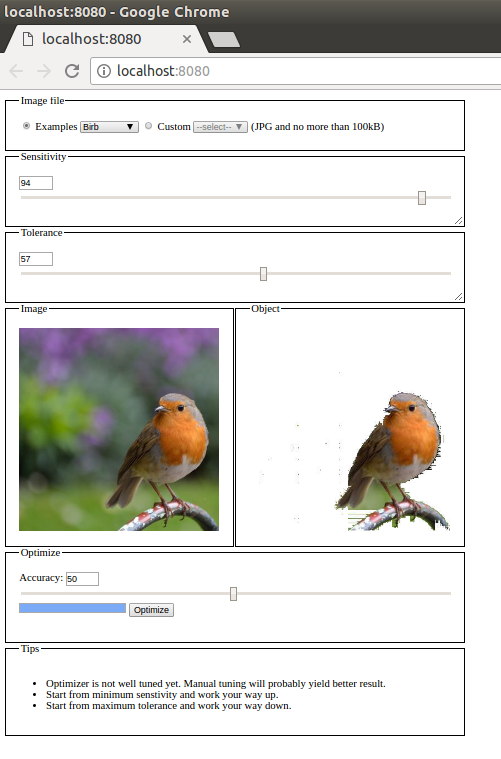 localhost:8080 - Google Chrome
localhost:8080
localhost:8080
Image file
Examples Birb Custom --select-- (JPG and no more than 100kB)
Sensitivity
94
Tolerance
57
Image Object
Optimize
Accuracy: 50
Optimize
Tips
Optimizer is not well tuned yet. Manual tuning will probably yield better result.
Start from minimum senstivity and work your way up.
Start from maximum tolerance and work your way down.